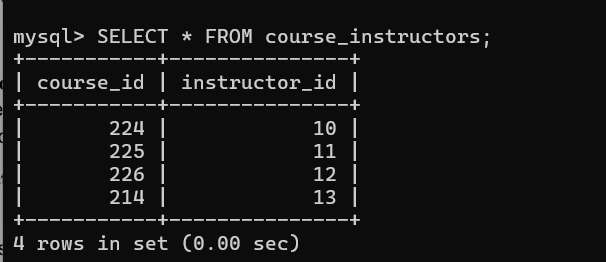 mysql> SELECT * FROM course_instructors;
+-----------+---------------+
| course_id | instructor_id |
+-----------+---------------+
|       224 |            10 |
|       225 |            11 |
|       226 |            12 |
|       214 |            13 |
+-----------+---------------+
4 rows in set (0.00 sec)